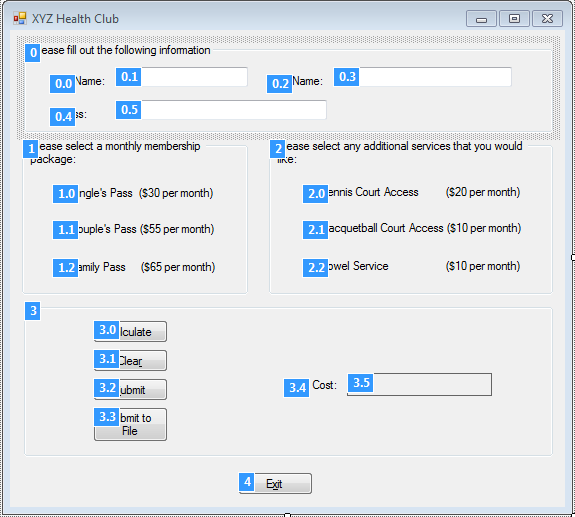 XYZ Health Club
0 ease fill out the following information
0.0 Name: 0.1 0.2 Name: 0.3
0.4 ss: 0.5
1 ease select a monthly membership
package:
2 ease select any additional services that you would
like:
1.0 ngle's Pass ($30 per month)
1.1 ouple's Pass ($55 per month)
1.2 amily Pass ($65 per month)
2.0 ennis Court Access ($20 per month)
2.1 acquetball Court Access ($10 per month)
2.2 owel Service ($10 per month)
3
3.0 lculate
3.1 Clear
3.2 ubmit
3.3 bmit to
File
3.4 Cost: 3.5
4 Exit